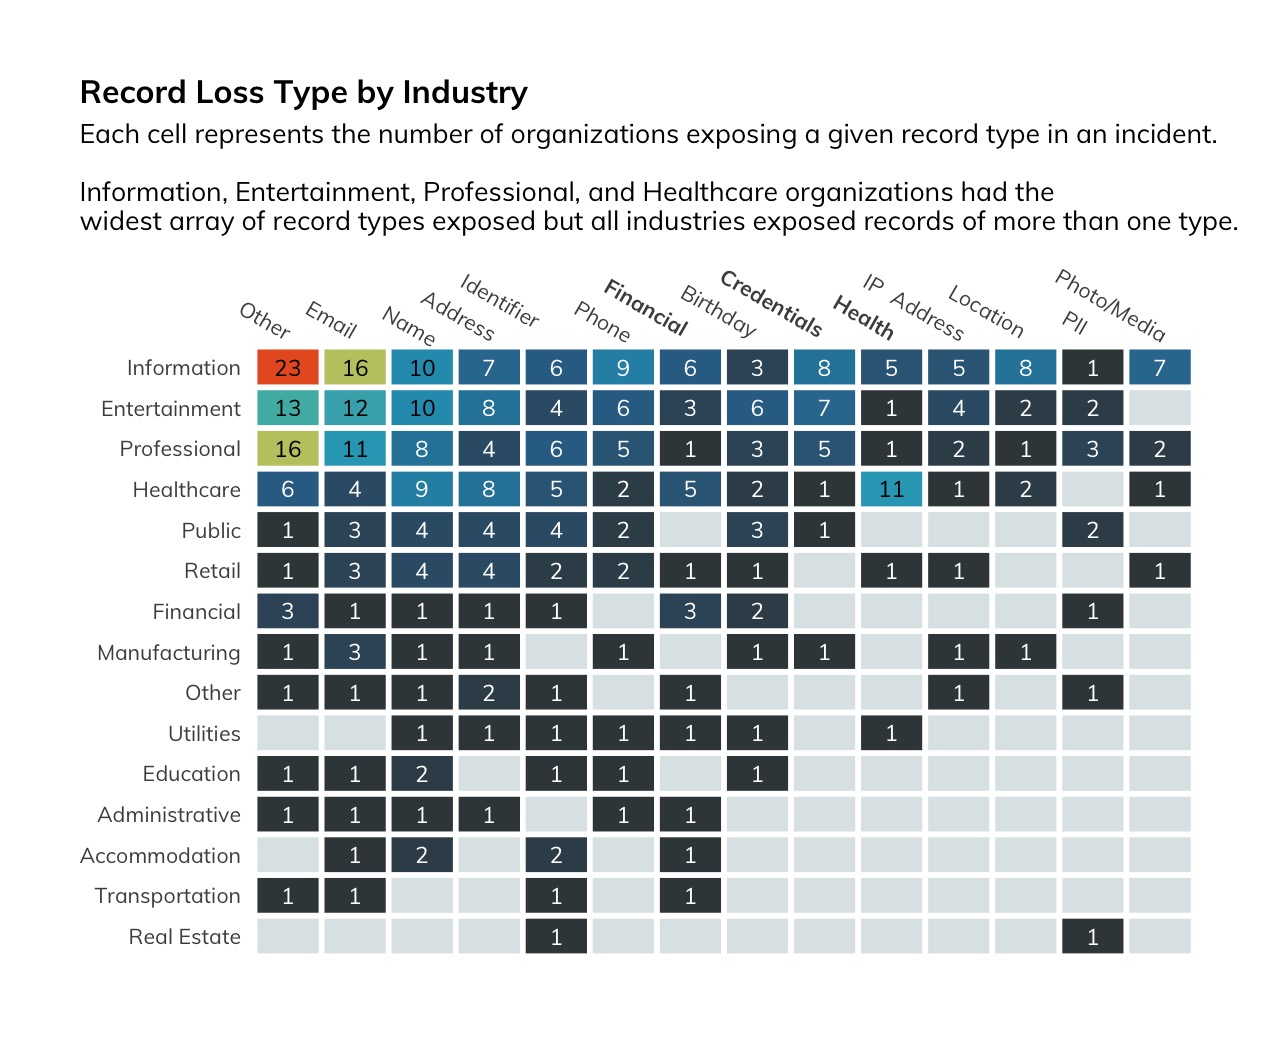 Record Loss Type by Industry
Each cell represents the number of organizations exposing a given record type in an incident.
Information, Entertainment, Professional, and Healthcare organizations had the
widest array of record types exposed but all industries exposed records of more than one type.
Other Email Name Address Identifier Phone Financial Birthday Credentials Health IP Address Location PII Photo/Media
Information 23 16 10 7 6 9 6 3 8 5 5 8 1 7
Entertainment 13 12 10 8 4 6 3 6 7 1 4 2 2
Professional 16 11 8 4 6 5 1 3 5 1 2 1 3 2
Healthcare 6 4 9 8 5 2 5 2 1 11 1 2 1
Public 1 3 4 4 4 2 3 1 2
Retail 1 3 4 4 2 2 1 1 1 1 1
Financial 3 1 1 1 1 3 2 1
Manufacturing 1 3 1 1 1 1 1 1 1
Other 1 1 1 2 1 1 1 1
Utilities 1 1 1 1 1 1 1
Education 1 1 2 1 1 1
Administrative 1 1 1 1 1 1
Accommodation 1 2 2 1
Transportation 1 1 1 1
Real Estate 1 1